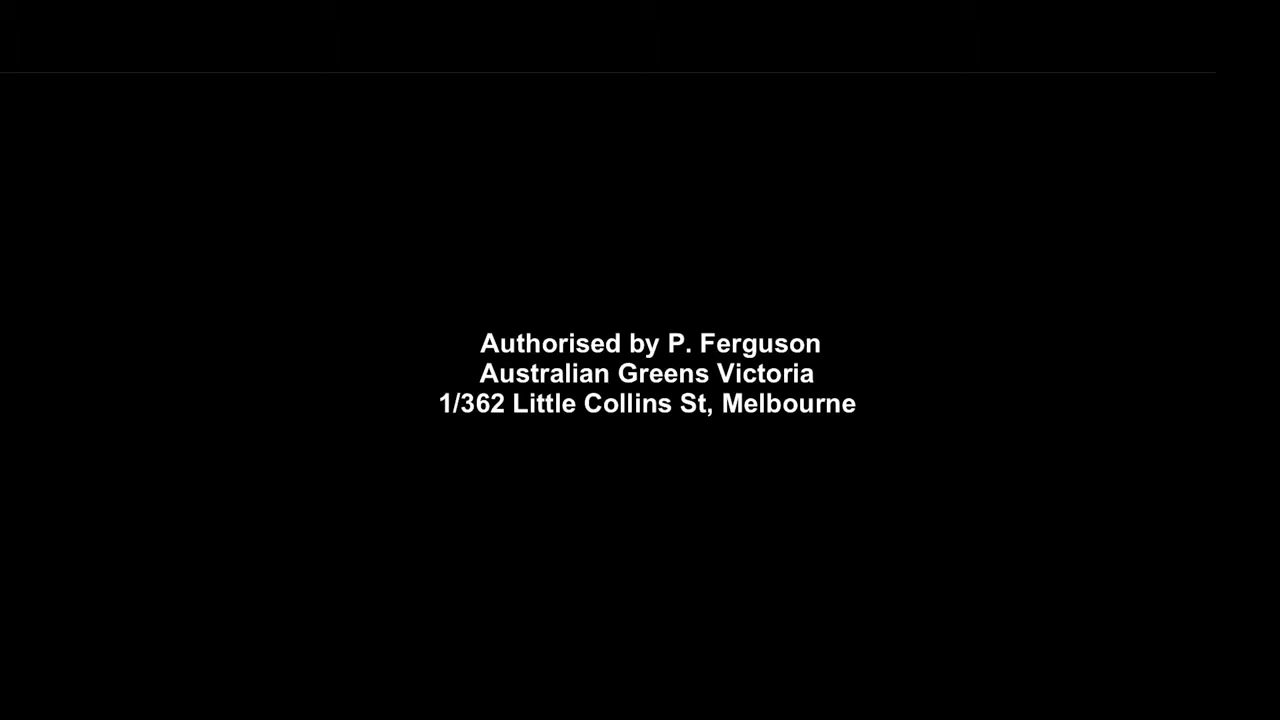 Authorised by P. Ferguson
Australian Greens Victoria
1/362 Little Collins St, Melbourne